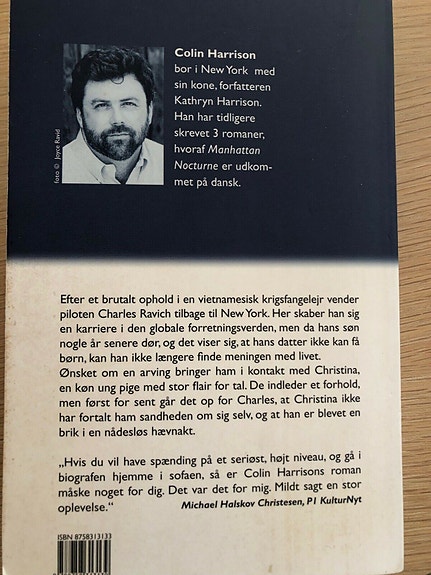 Colin Harrison
bor i New York med
sin kone, forfatteren
Kathryn Harrison.
Han har tidligere
skrevet 3 romaner,
hvoraf Manhattan
Nocturne er udkom-
met på dansk.
foto © Joyce Ravid
Efter et brutalt ophold i en vietnamesisk krigsfangelejr vender
piloten Charles Ravich tilbage til New York. Her skaber han sig
en karriere i den globale forretningsverden, men da hans søn
nogle år senere dør, og det viser sig, at hans datter ikke kan få
børn, kan han ikke længere finde meningen med livet.
Ønsket om en arving bringer ham i kontakt med Christina,
en køn ung pige med stor flair for tal. De indleder et forhold,
men først for sent går det op for Charles, at Christina ikke
har fortalt ham sandheden om sig selv, og at han er blevet en
brik i en nådesløs hævnakt.
„Hvis du vil have spænding på et seriøst, højt niveau, og gå i
biografen hjemme i sofaen, så er Colin Harrisons roman
måske noget for dig. Det var det for mig. Mildt sagt en stor
oplevelse.“ Michael Halskov Christesen, P1 KulturNyt
ISBN 8758313133